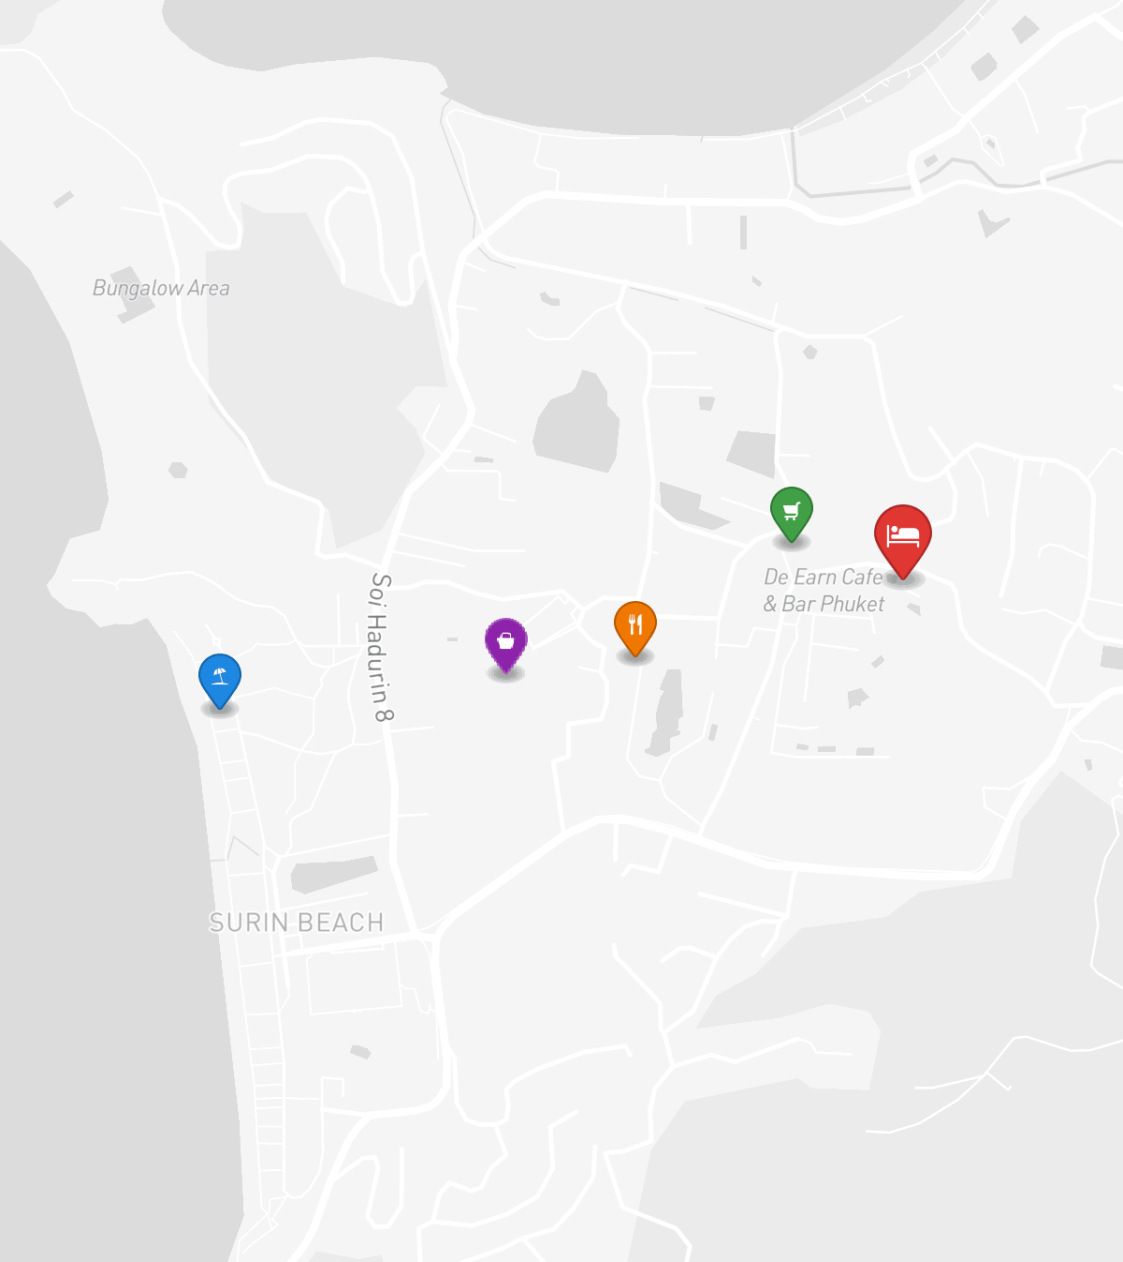 Bungalow Area
De Earn Cafe
& Bar Phuket
Soi Hadurin 8
SURIN BEACH